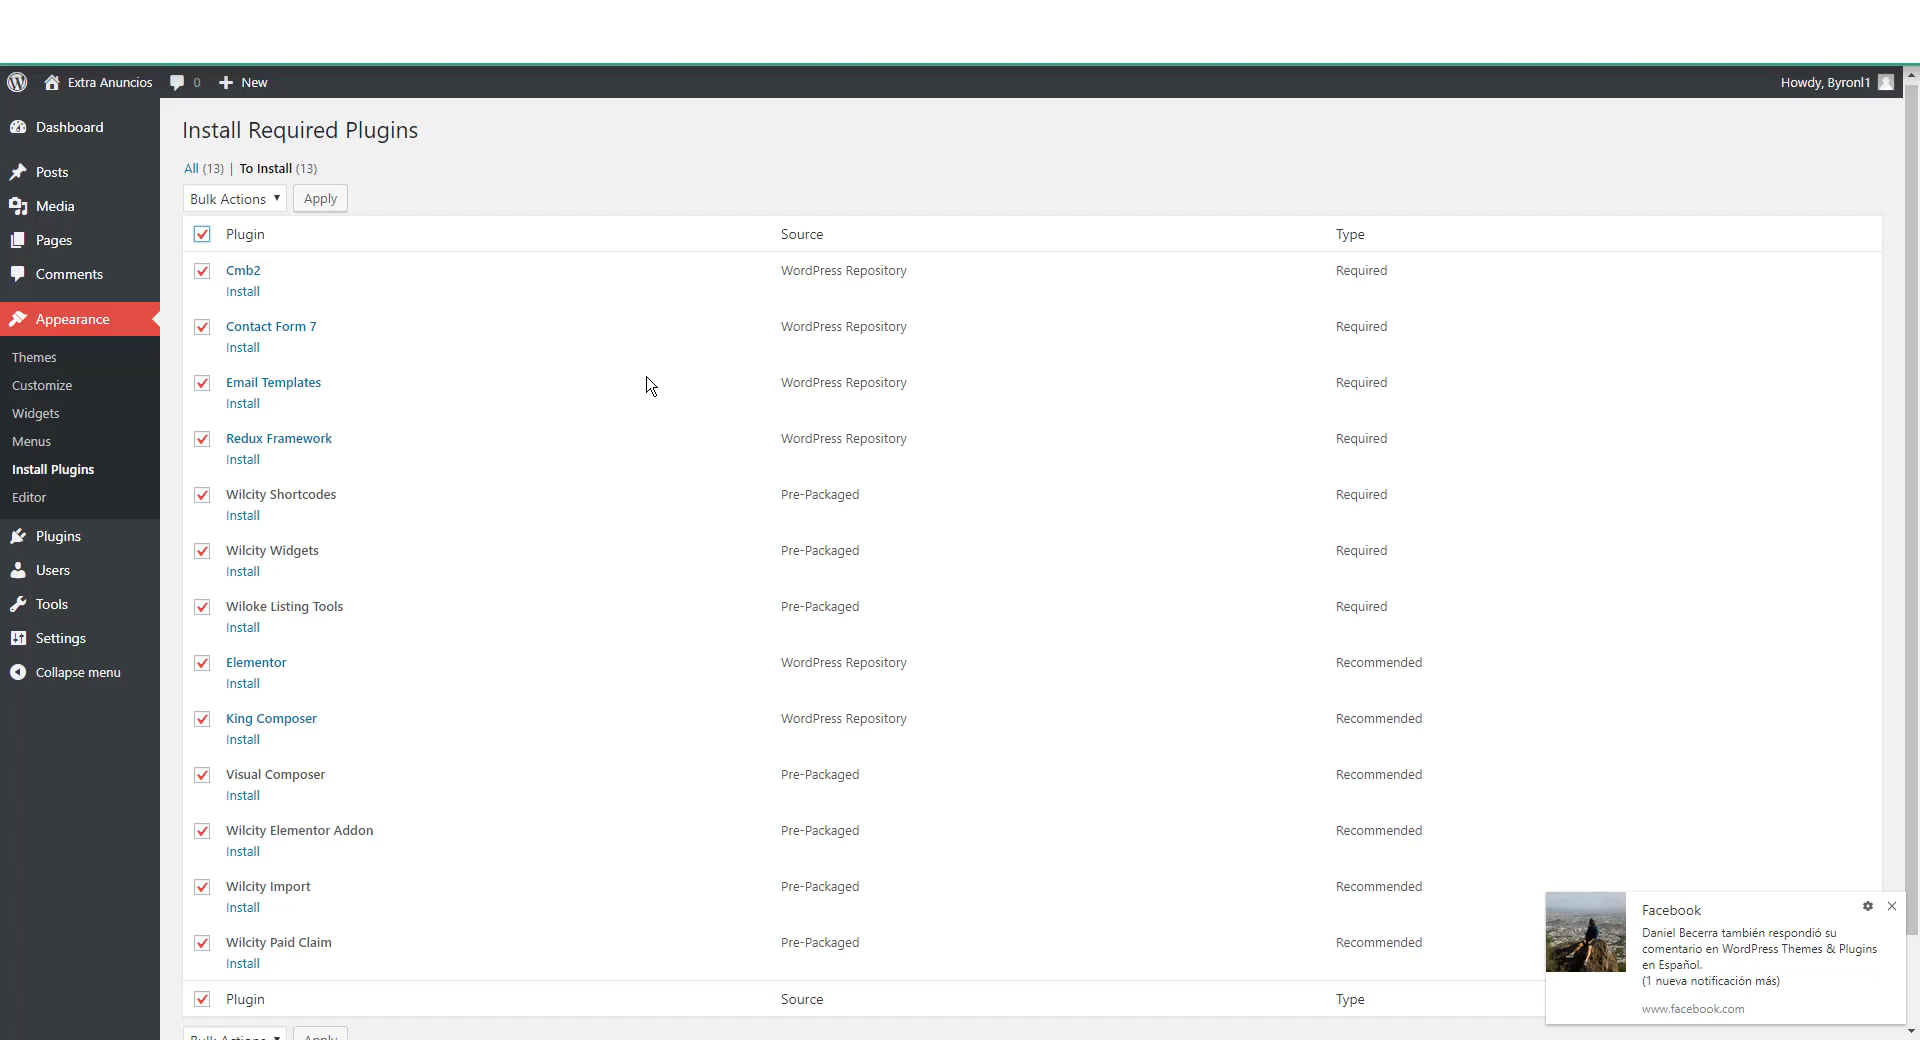 Extra Anuncios 0 New Howdy, Byronl1
Dashboard
Posts
Media
Pages
Comments
Appearance
Themes
Customize
Widgets
Menus
Install Plugins
Editor
Plugins
Users
Tools
Settings
Collapse menu
Install Required Plugins
All (13) | To Install (13)
Bulk Actions Apply
Plugin Source Type
Cmb2 WordPress Repository Required
Install
Contact Form 7 WordPress Repository Required
Install
Email Templates WordPress Repository Required
Install
Redux Framework WordPress Repository Required
Install
Wilcity Shortcodes Pre-Packaged Required
Install
Wilcity Widgets Pre-Packaged Required
Install
Wiloke Listing Tools Pre-Packaged Required
Install
Elementor WordPress Repository Recommended
Install
King Composer WordPress Repository Recommended
Install
Visual Composer Pre-Packaged Recommended
Install
Wilcity Elementor Addon Pre-Packaged Recommended
Install
Wilcity Import Pre-Packaged Recommended
Install
Wilcity Paid Claim Pre-Packaged Recommended
Install
Plugin Source Type
Bulk Actions Apply
Facebook
Daniel Becerra también respondió su
comentario en WordPress Themes & Plugins
en Español.
(1 nueva notificación más)
www.facebook.com